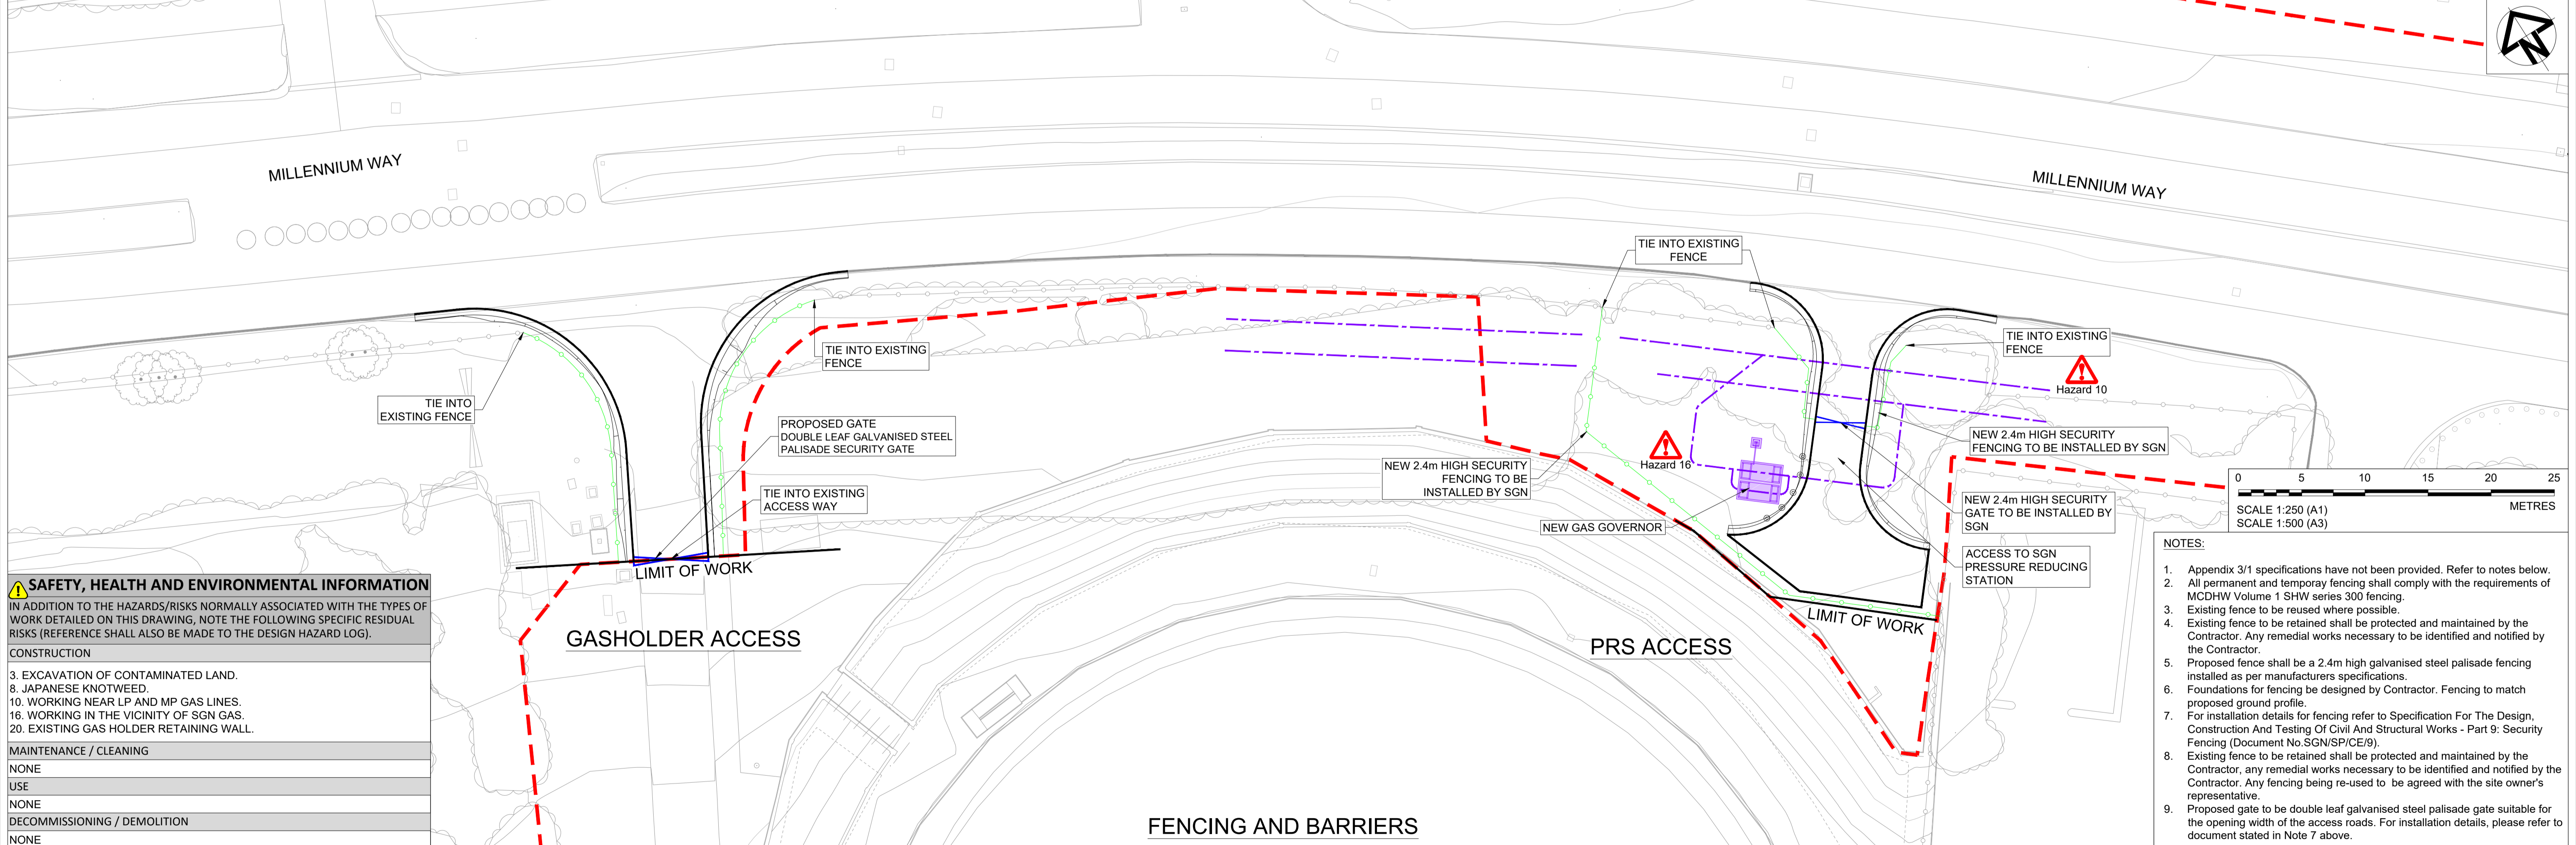 N
MILLENNIUM WAY
MILLENNIUM WAY
TIE INTO EXISTING
FENCE
TIE INTO EXISTING
FENCE
TIE INTO EXISTING
FENCE
Hazard 10
TIE INTO
EXISTING FENCE
PROPOSED GATE
DOUBLE LEAF GALVANISED STEEL
PALISADE SECURITY GATE
NEW 2.4m HIGH SECURITY
FENCING TO BE INSTALLED BY SGN
Hazard 16
NEW 2.4m HIGH SECURITY
FENCING TO BE
INSTALLED BY SGN
TIE INTO EXISTING
ACCESS WAY
NEW 2.4m HIGH SECURITY
GATE TO BE INSTALLED BY
SGN
NEW GAS GOVERNOR
ACCESS TO SGN
PRESSURE REDUCING
STATION
LIMIT OF WORK
LIMIT OF WORK
GASHOLDER ACCESS
PRS ACCESS
FENCING AND BARRIERS
0 5 10 15 20 25
METRES
SCALE 1:250 (A1)
SCALE 1:500 (A3)
SAFETY, HEALTH AND ENVIRONMENTAL INFORMATION
IN ADDITION TO THE HAZARDS/RISKS NORMALLY ASSOCIATED WITH THE TYPES OF
WORK DETAILED ON THIS DRAWING, NOTE THE FOLLOWING SPECIFIC RESIDUAL
RISKS (REFERENCE SHALL ALSO BE MADE TO THE DESIGN HAZARD LOG).
CONSTRUCTION
3. EXCAVATION OF CONTAMINATED LAND.
8. JAPANESE KNOTWEED.
10. WORKING NEAR LP AND MP GAS LINES.
16. WORKING IN THE VICINITY OF SGN GAS.
20. EXISTING GAS HOLDER RETAINING WALL.
MAINTENANCE / CLEANING
NONE
USE
NONE
DECOMMISSIONING / DEMOLITION
NONE
NOTES:
1. Appendix 3/1 specifications have not been provided. Refer to notes below.
2. All permanent and temporay fencing shall comply with the requirements of
MCDHW Volume 1 SHW series 300 fencing.
3. Existing fence to be reused where possible.
4. Existing fence to be retained shall be protected and maintained by the
Contractor. Any remedial works necessary to be identified and notified by
the Contractor.
5. Proposed fence shall be a 2.4m high galvanised steel palisade fencing
installed as per manufacturers specifications.
6. Foundations for fencing be designed by Contractor. Fencing to match
proposed ground profile.
7. For installation details for fencing refer to Specification For The Design,
Construction And Testing Of Civil And Structural Works - Part 9: Security
Fencing (Document No.SGN/SP/CE/9).
8. Existing fence to be retained shall be protected and maintained by the
Contractor, any remedial works necessary to be identified and notified by the
Contractor. Any fencing being re-used to be agreed with the site owner's
representative.
9. Proposed gate to be double leaf galvanised steel palisade gate suitable for
the opening width of the access roads. For installation details, please refer to
document stated in Note 7 above.